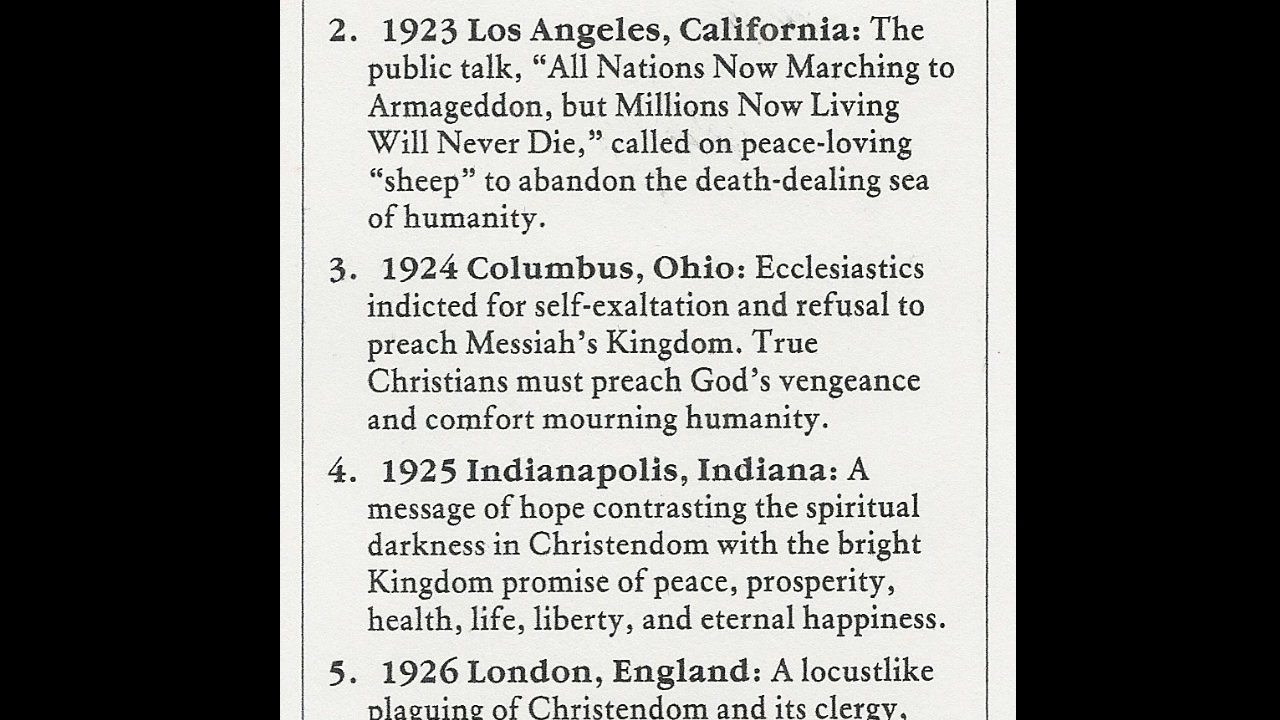 2. 1923 Los Angeles, California: The
public talk, “All Nations Now Marching to
Armageddon, but Millions Now Living
Will Never Die,” called on peace-loving
“sheep” to abandon the death-dealing sea
of humanity.
3. 1924 Columbus, Ohio: Ecclesiastics
indicted for self-exaltation and refusal to
preach Messiah’s Kingdom. True
Christians must preach God’s vengeance
and comfort mourning humanity.
4. 1925 Indianapolis, Indiana: A
message of hope contrasting the spiritual
darkness in Christendom with the bright
Kingdom promise of peace, prosperity,
health, life, liberty, and eternal happiness.
5. 1926 London, England: A locustlike
plaguing of Christendom and its clergy,